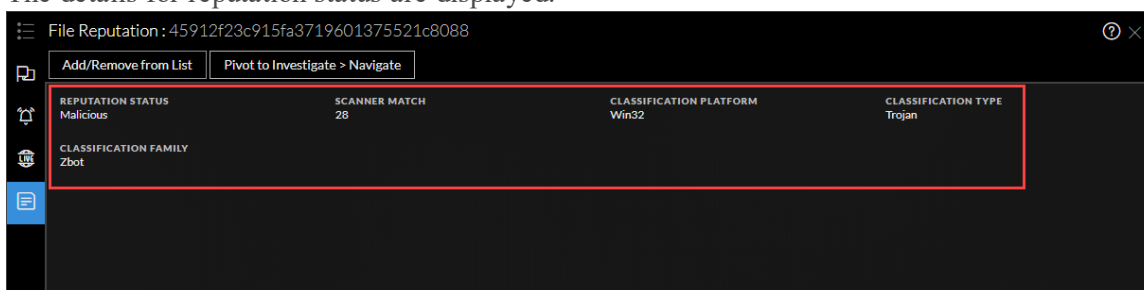 The details for reputation status are displayed.
File Reputation : 45912f23c915fa3719601375521c8088
Add/Remove from List Pivot to Investigate > Navigate
REPUTATION STATUS SCANNER MATCH CLASSIFICATION PLATFORM CLASSIFICATION TYPE
Malicious 28 Win32 Trojan
CLASSIFICATION FAMILY
LIVE Zbot